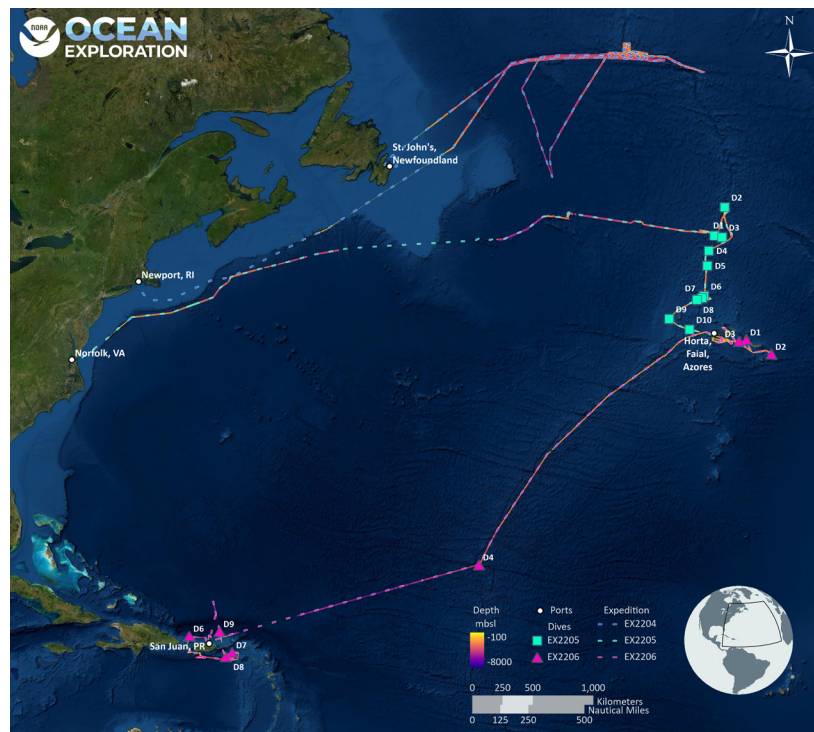 NOAA
OCEAN
EXPLORATION
N
St. John's,
Newfoundland
D2
D1
D3
D4
D5
Newport, RI
D7
D6
D8
D9
D10
D3
D1
Horta,
Faial,
Azores
D2
Norfolk, VA
D4
D6
D9
San Juan, PR
D7
D8
Depth
mbsl
-100
-8000
Ports
Dives
EX2205
EX2206
Expedition
EX2204
EX2205
EX2206
0 250 500 1,000
Kilometers
Nautical Miles
0 125 250 500